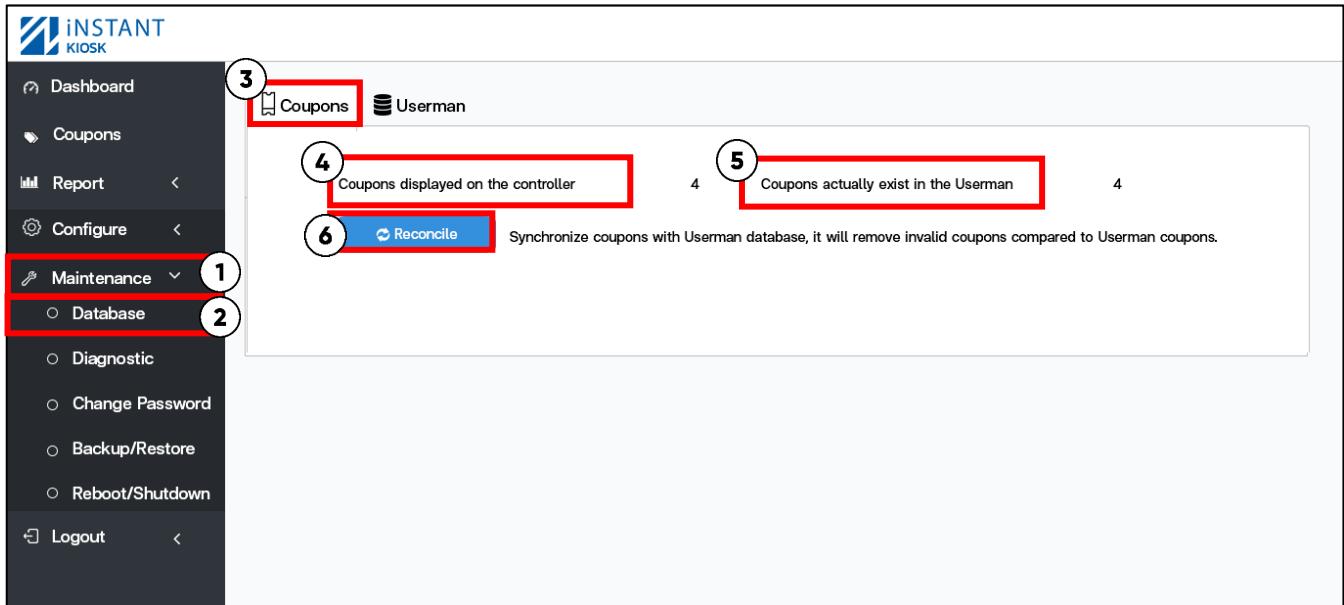 iNSTANT
KIOSK
Dashboard
Coupons
Report
Configure
Maintenance 1
Database 2
Diagnostic
Change Password
Backup/Restore
Reboot/Shutdown
Logout
3
Coupons Userman
4 5
Coupons displayed on the controller 4 Coupons actually exist in the Userman 4
6 Reconcile Synchronize coupons with Userman database, it will remove invalid coupons compared to Userman coupons.